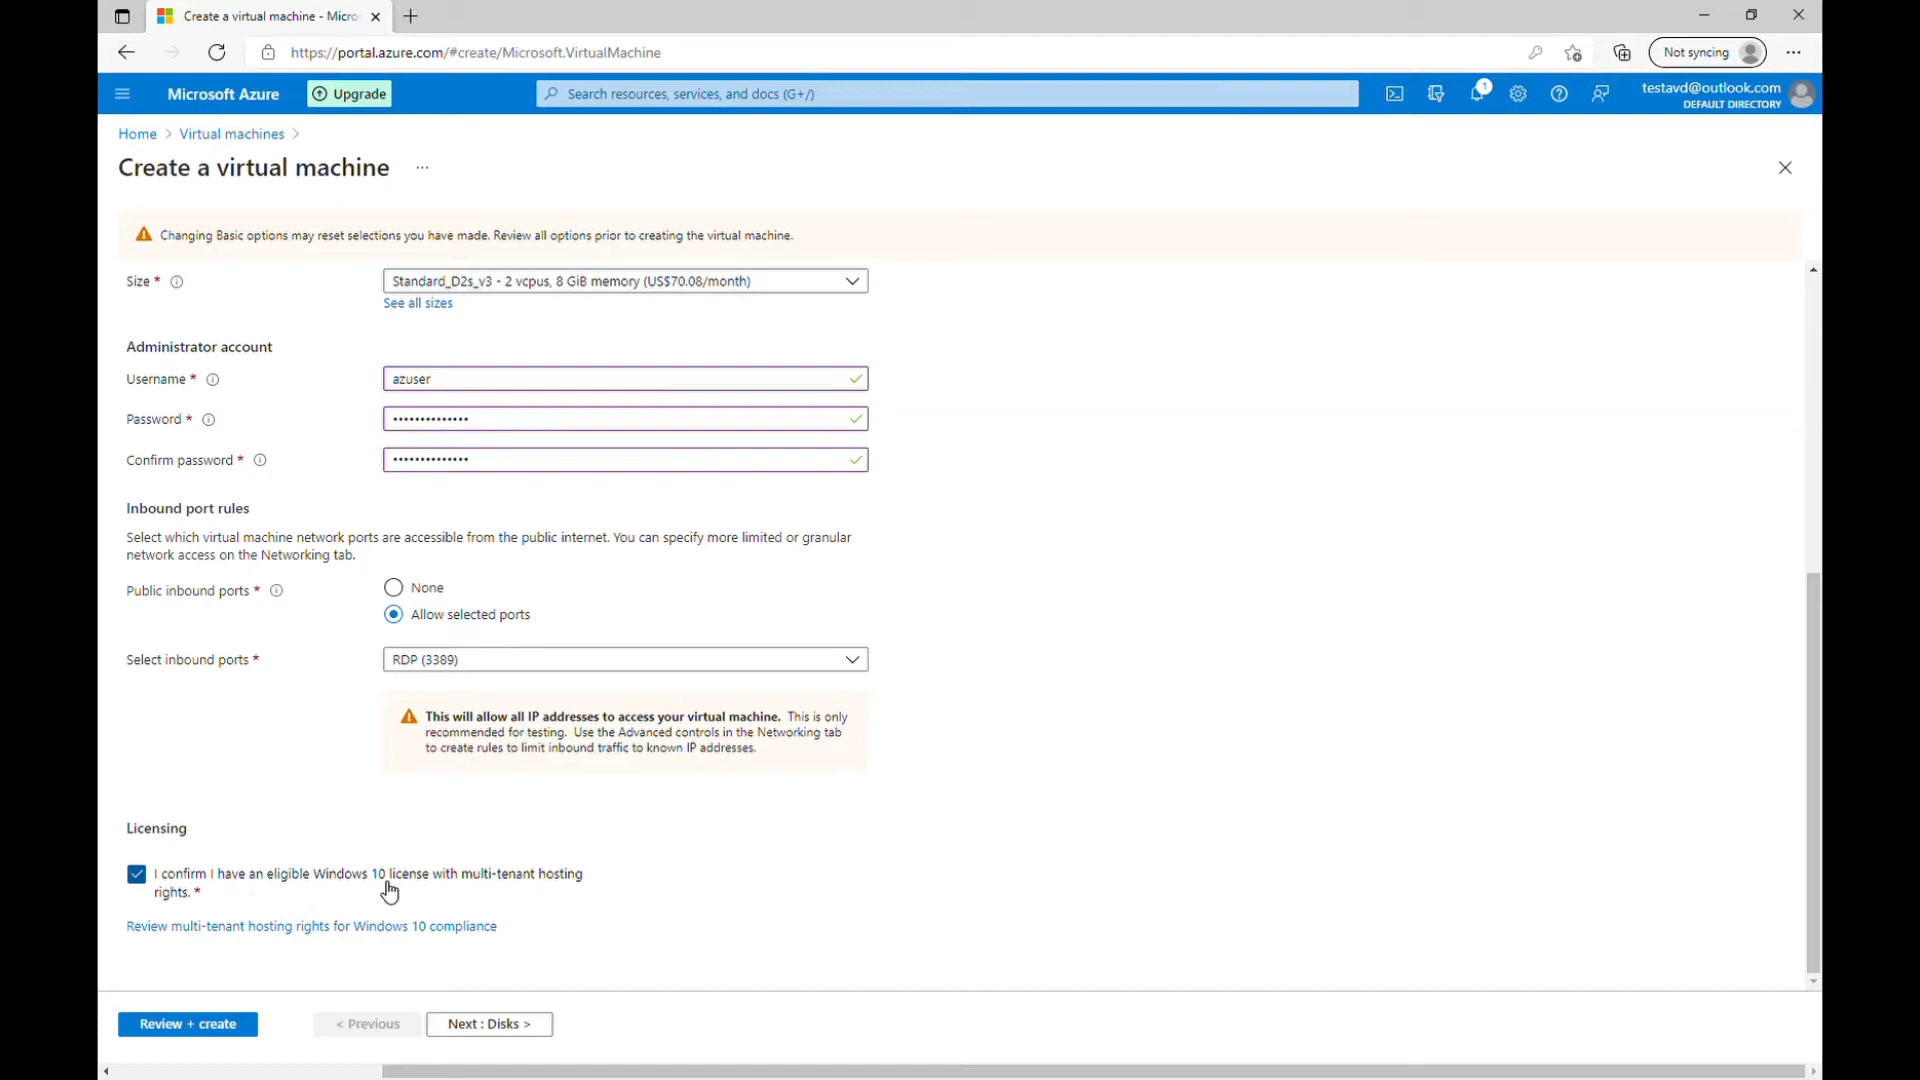 Create a virtual machine - Micros
https://portal.azure.com/#create/Microsoft.VirtualMachine
Not syncing
Microsoft Azure
Upgrade
Search resources, services, and docs (G+/)
1
testavd@outlook.com
DEFAULT DIRECTORY
Home > Virtual machines >
Create a virtual machine ...
Changing Basic options may reset selections you have made. Review all options prior to creating the virtual machine.
Size *
Standard_D2s_v3 - 2 vcpus, 8 GiB memory (US$70.08/month)
See all sizes
Administrator account
Username *
azuser
Password *
••••••••••••••
Confirm password *
••••••••••••••
Inbound port rules
Select which virtual machine network ports are accessible from the public internet. You can specify more limited or granular
network access on the Networking tab.
Public inbound ports *
None
Allow selected ports
Select inbound ports *
RDP (3389)
This will allow all IP addresses to access your virtual machine. This is only
recommended for testing. Use the Advanced controls in the Networking tab
to create rules to limit inbound traffic to known IP addresses.
Licensing
I confirm I have an eligible Windows 10 license with multi-tenant hosting
rights. *
Review multi-tenant hosting rights for Windows 10 compliance
Review + create
< Previous
Next : Disks >